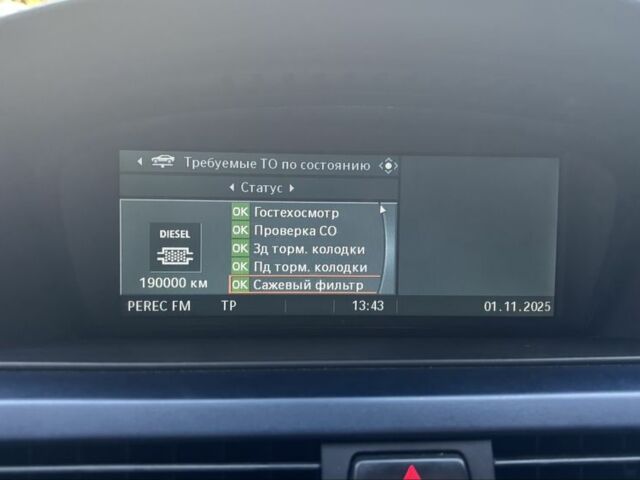 Требуемые ТО по состоянию
Статус
OK Гостехосмотр
OK Проверка СО
OK Зд торм. колодки
OK Пд торм. колодки
OK Сажевый фильтр
DIESEL
190000 км
PEREC FM TP 13:43 01.11.2025